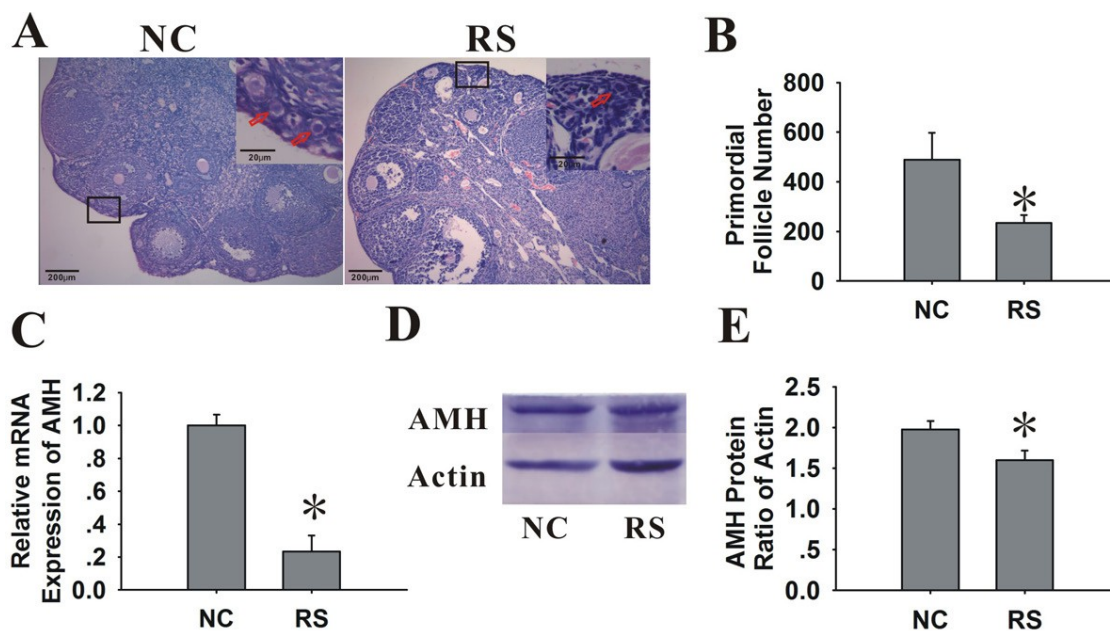 A
NC
RS
20μm
200μm
20μm
200μm
B
Primordial
Follicle Number
800
600
400
200
0
*
NC
RS
C
Relative mRNA
Expression of AMH
1.2
1.0
.8
.6
.4
.2
0.0
*
NC
RS
D
AMH
Actin
NC
RS
E
AMH Protein
Ratio of Actin
2.5
2.0
1.5
1.0
.5
0.0
*
NC
RS